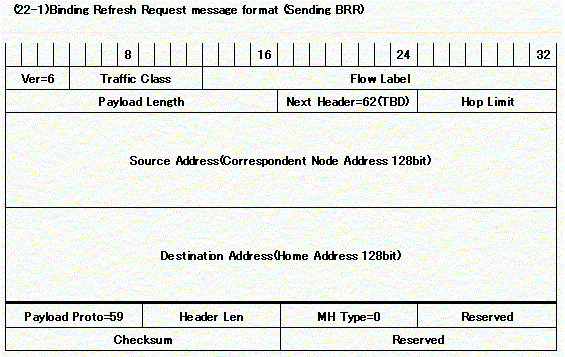 (22-1)Binding Refresh Request message format (Sending BRR)
8 16 24 32
Ver=6 Traffic Class Flow Label
Payload Length Next Header=62(TBD) Hop Limit
Source Address(Correspondent Node Address 128bit)
Destination Address(Home Address 128bit)
Payload Proto=59 Header Len MH Type=0 Reserved
Checksum Reserved